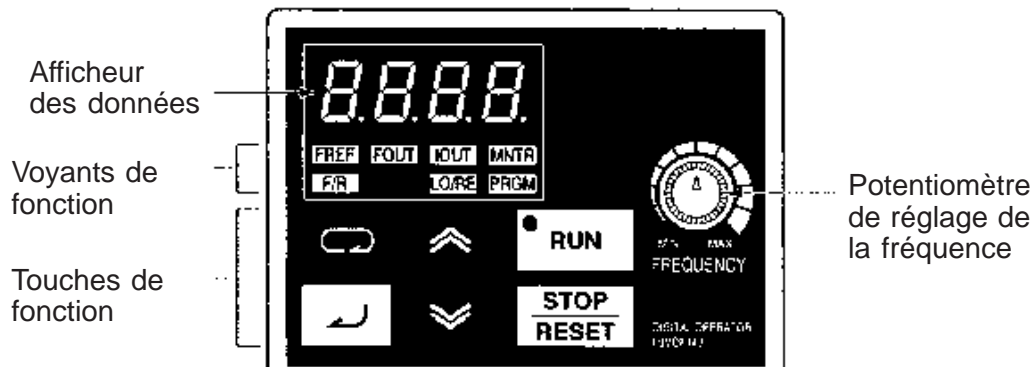 Afficheur
des données
8.8.8.8.
FREF FOUT IOUT MNTR
F/R LO/RE PRGM
Voyants de
fonction
Potentiomètre
de réglage de
la fréquence
RUN
MIN MAX
FREQUENCY
Touches de
fonction
STOP
RESET
DIGITAL OPERATOR